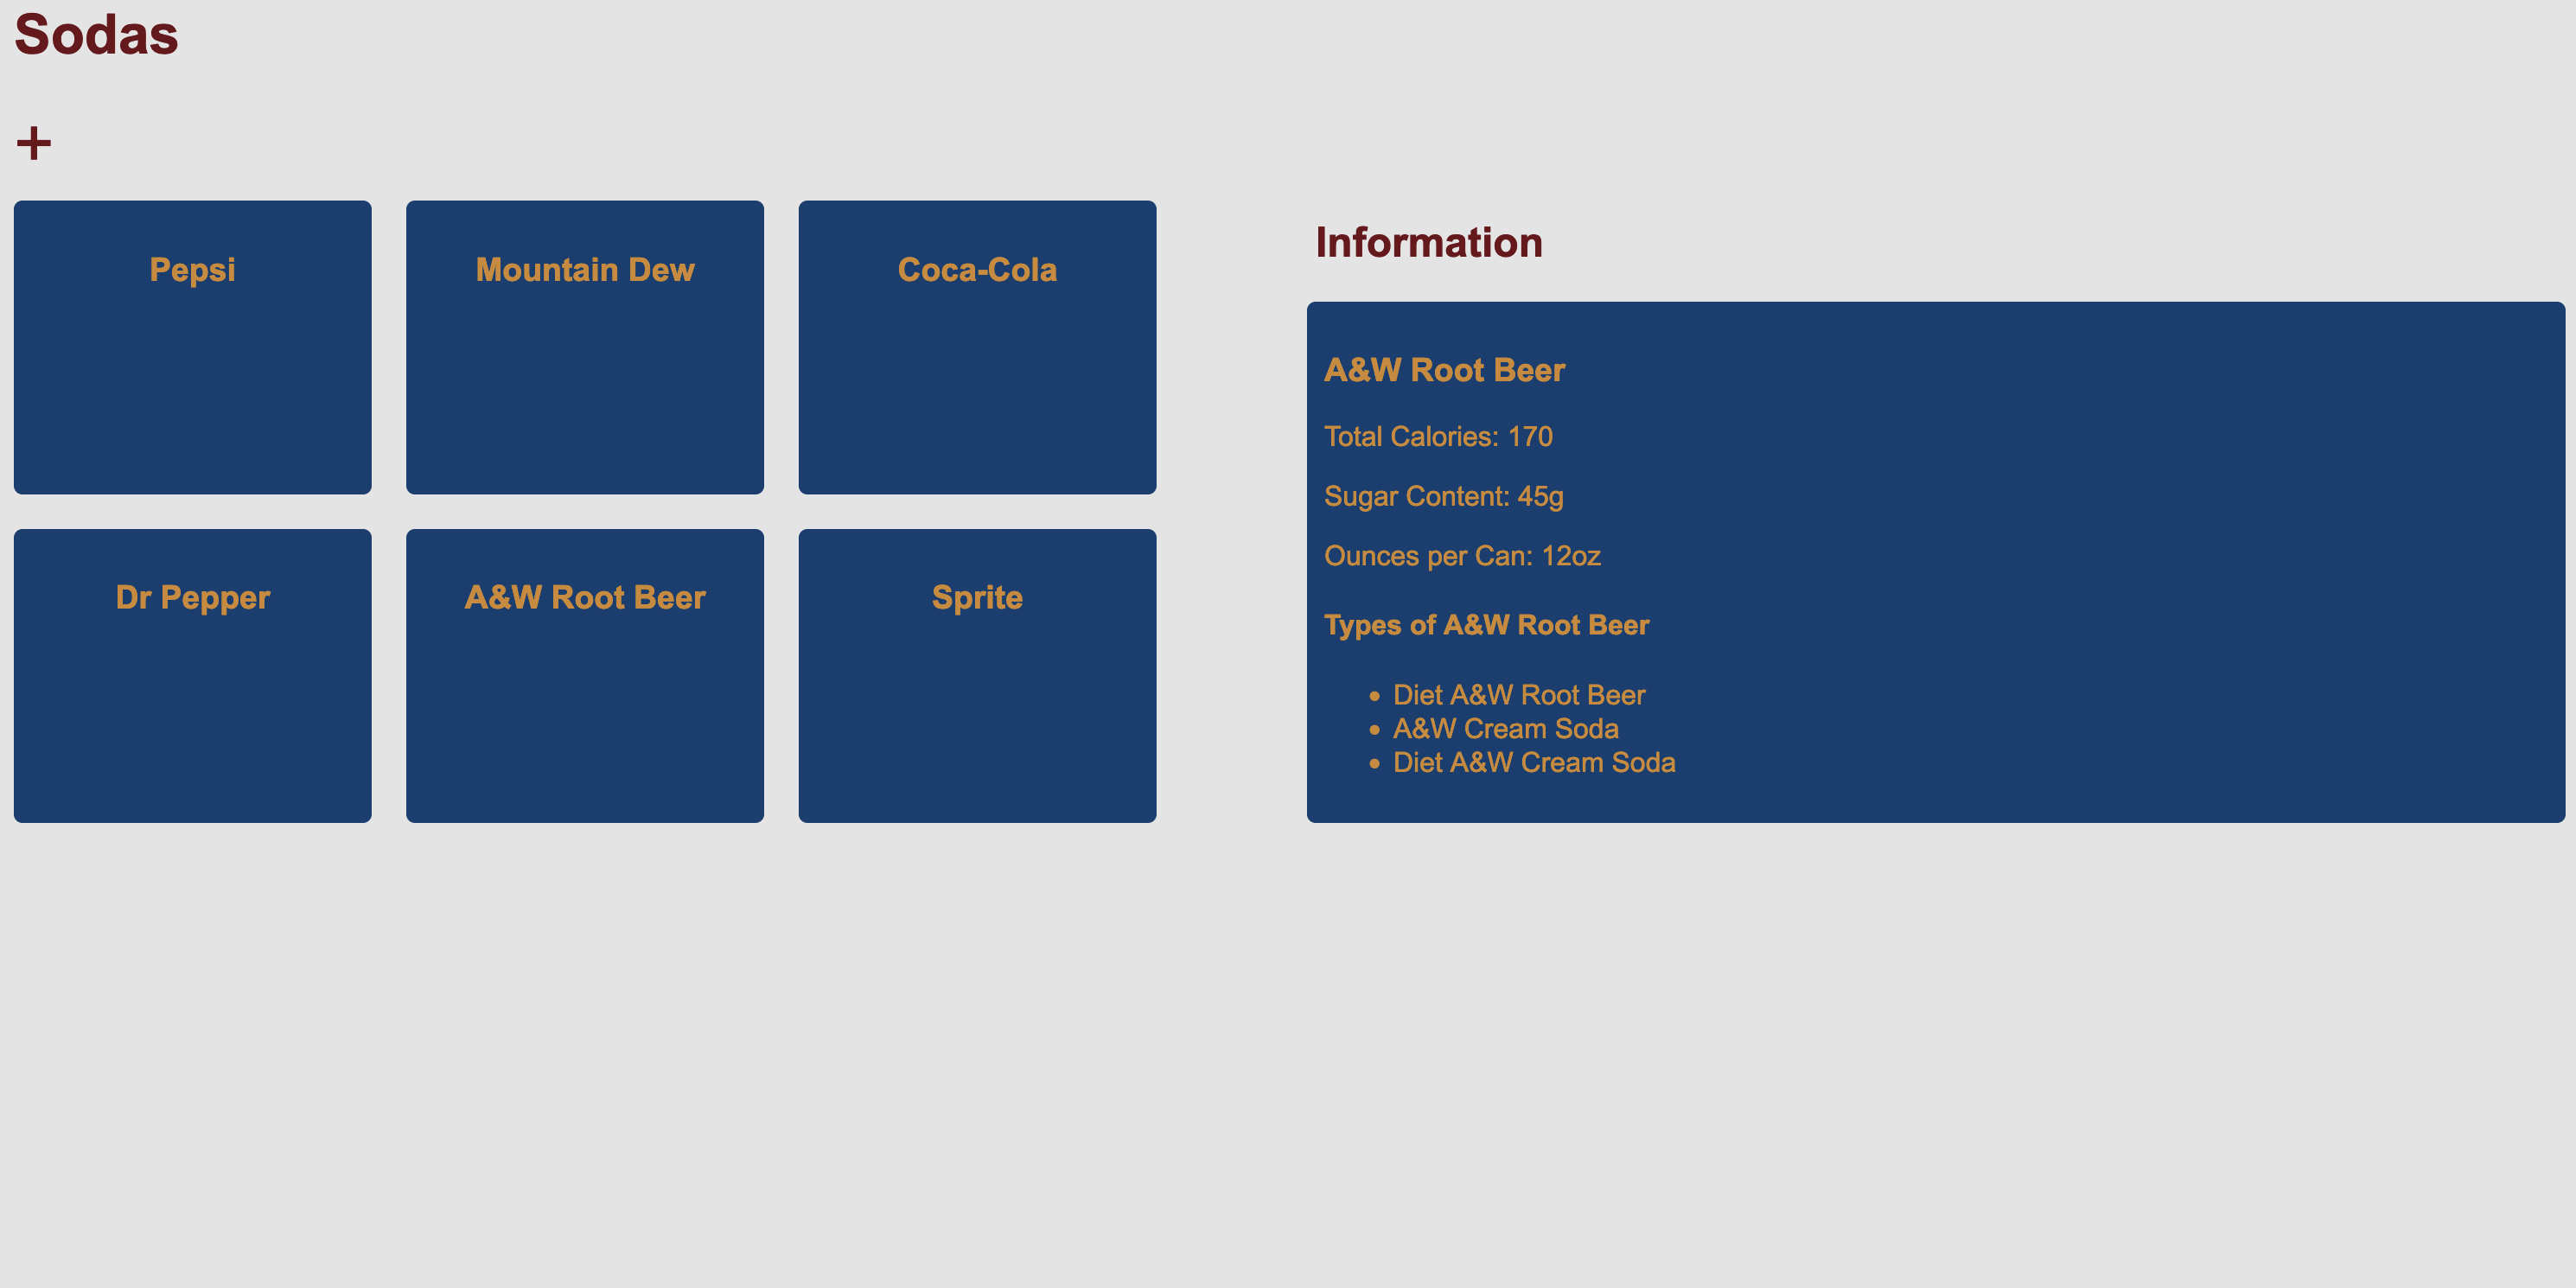 Sodas
+
Pepsi
Mountain Dew
Coca-Cola
Dr Pepper
A&W Root Beer
Sprite
Information
A&W Root Beer
Total Calories: 170
Sugar Content: 45g
Ounces per Can: 12oz
Types of A&W Root Beer
• Diet A&W Root Beer
• A&W Cream Soda
• Diet A&W Cream Soda